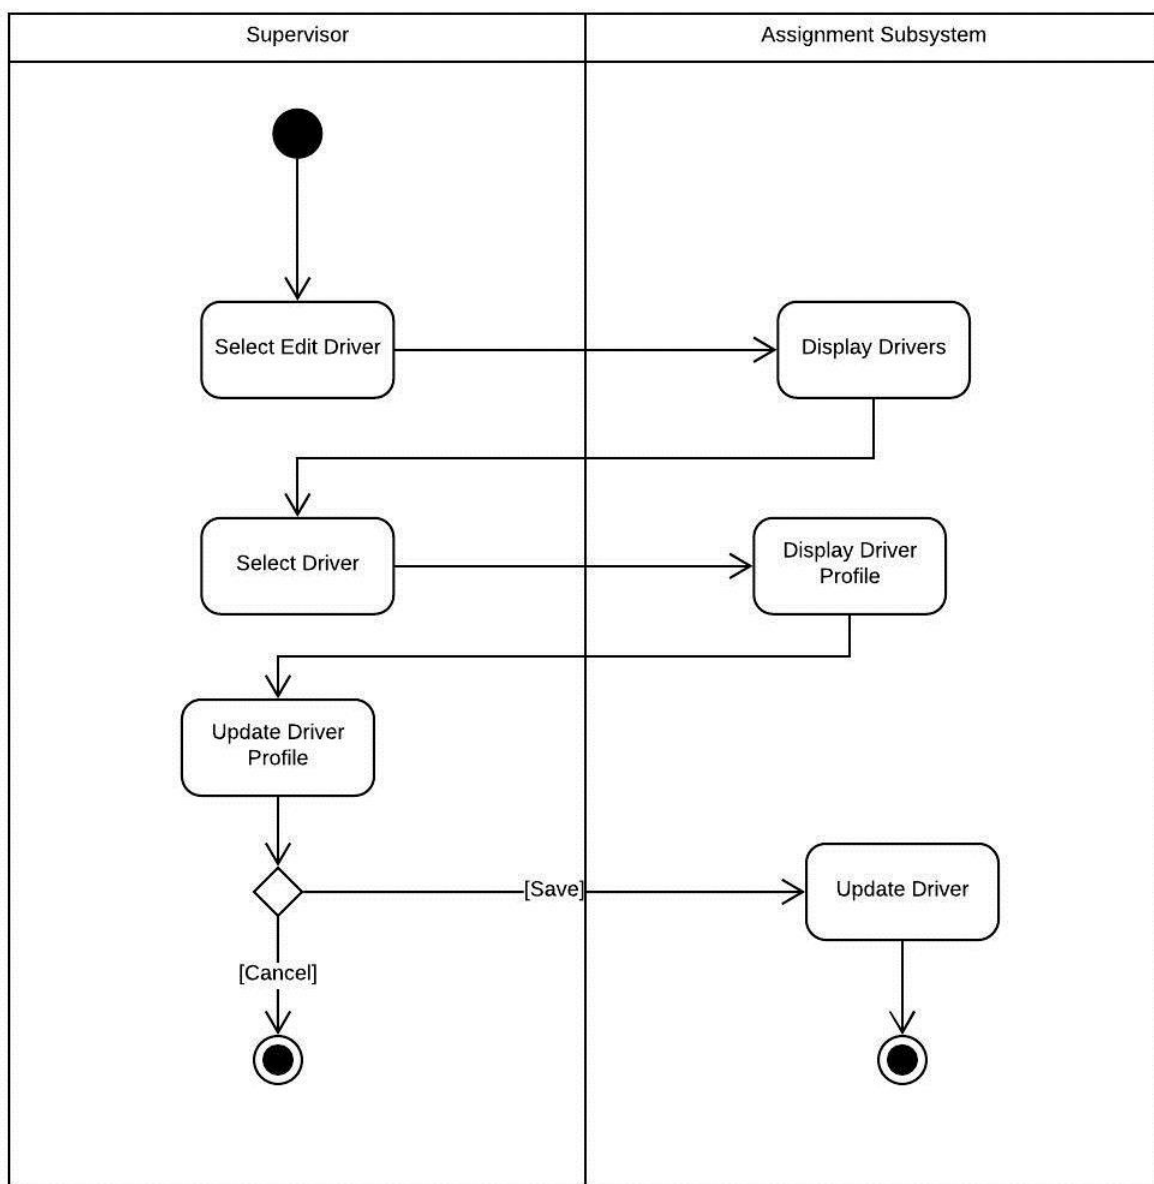 Supervisor
Assignment Subsystem
Select Edit Driver
Display Drivers
Select Driver
Display Driver
Profile
Update Driver
Profile
[Save]
Update Driver
[Cancel]